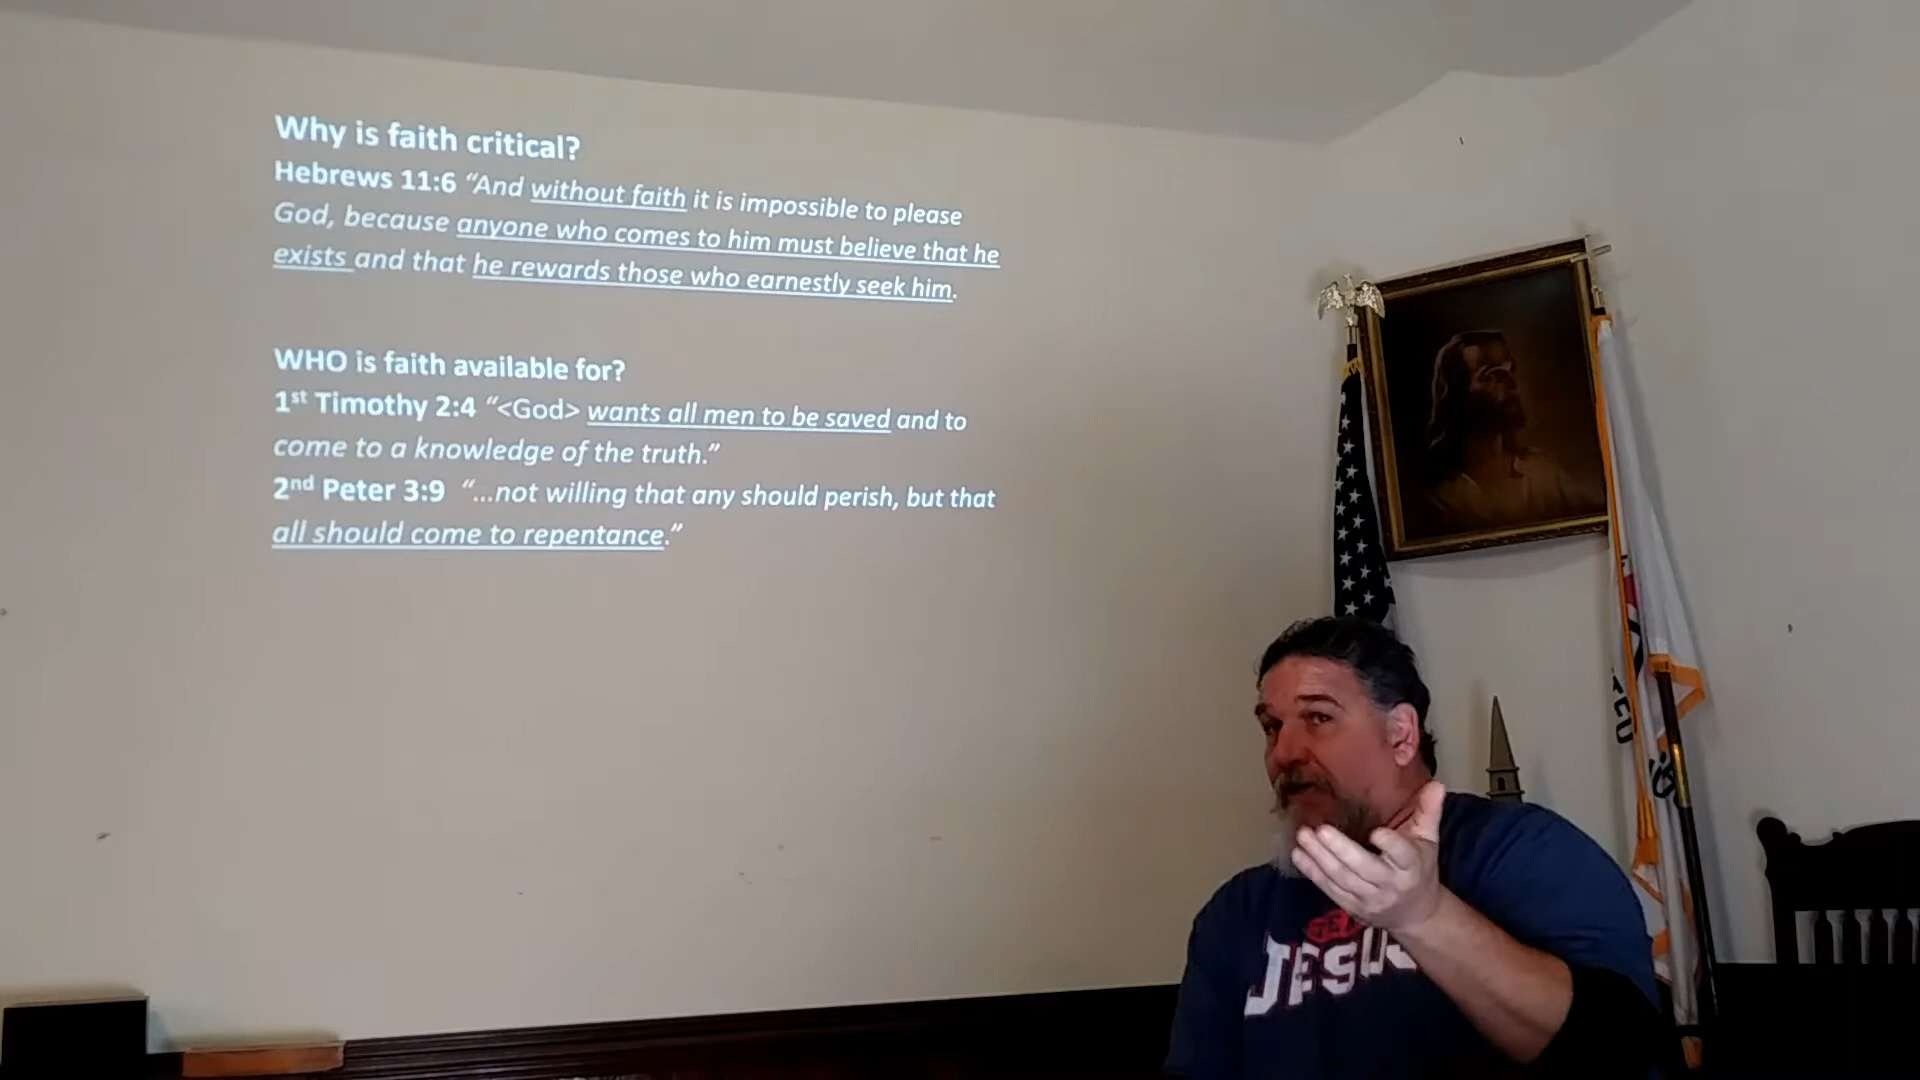 Why is faith critical?
Hebrews 11:6 “And without faith it is impossible to please
God, because anyone who comes to him must believe that he
exists and that he rewards those who earnestly seek him.
WHO is faith available for?
1st Timothy 2:4 “<God> wants all men to be saved and to
come to a knowledge of the truth.”
2nd Peter 3:9 “...not willing that any should perish, but that
all should come to repentance.”
JESUS